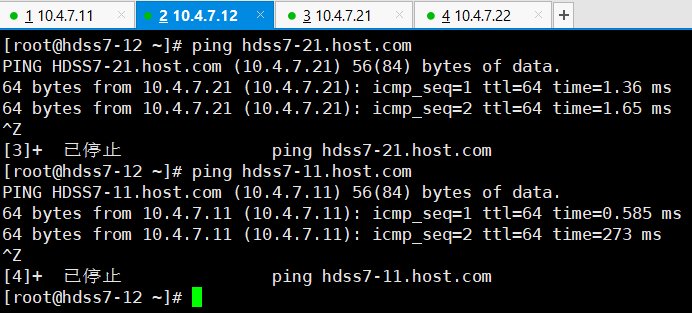 1 10.4.7.11 × 2 10.4.7.12 × 3 10.4.7.21 × 4 10.4.7.22 × +
[root@hdss7-12 ~]# ping hdss7-21.host.com
PING HDSS7-21.host.com (10.4.7.21) 56(84) bytes of data.
64 bytes from 10.4.7.21 (10.4.7.21): icmp_seq=1 ttl=64 time=1.36 ms
64 bytes from 10.4.7.21 (10.4.7.21): icmp_seq=2 ttl=64 time=1.65 ms
^Z
[3]+  已停止               ping hdss7-21.host.com
[root@hdss7-12 ~]# ping hdss7-11.host.com
PING HDSS7-11.host.com (10.4.7.11) 56(84) bytes of data.
64 bytes from 10.4.7.11 (10.4.7.11): icmp_seq=1 ttl=64 time=0.585 ms
64 bytes from 10.4.7.11 (10.4.7.11): icmp_seq=2 ttl=64 time=273 ms
^Z
[4]+  已停止               ping hdss7-11.host.com
[root@hdss7-12 ~]#